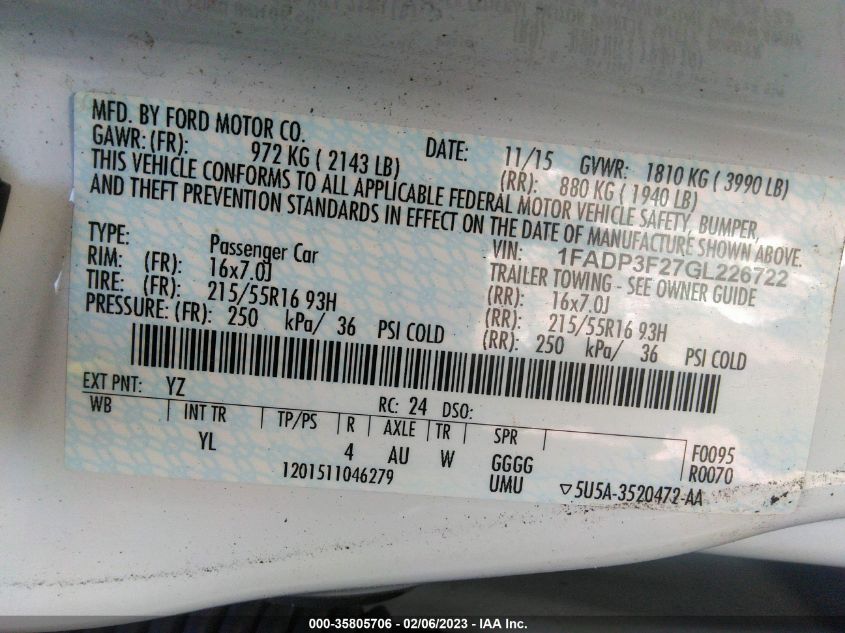 MFD. BY FORD MOTOR CO.
DATE: 11/15 GVWR: 1810 KG ( 3990 LB)
GAWR: (FR): 972 KG ( 2143 LB) (RR): 880 KG ( 1940 LB)
THIS VEHICLE CONFORMS TO ALL APPLICABLE FEDERAL MOTOR VEHICLE SAFETY, BUMPER,
AND THEFT PREVENTION STANDARDS IN EFFECT ON THE DATE OF MANUFACTURE SHOWN ABOVE.
VIN: 1FADP3F27GL226722
TYPE: Passenger Car TRAILER TOWING - SEE OWNER GUIDE
RIM: (FR): 16x7.0J (RR): 16x7.0J
TIRE: (FR): 215/55R16 93H (RR): 215/55R16 93H
PRESSURE: (FR): 250 kPa/ 36 PSI COLD (RR): 250 kPa/ 36 PSI COLD
EXT PNT: YZ RC: 24 DSO:
WB INT TR TP/PS R AXLE TR SPR
YL 4 AU W GGGG
UMU
F0095
R0070
1201511046279
▽5U5A-3520472-AA
000-35805706 - 02/06/2023 - IAA Inc.